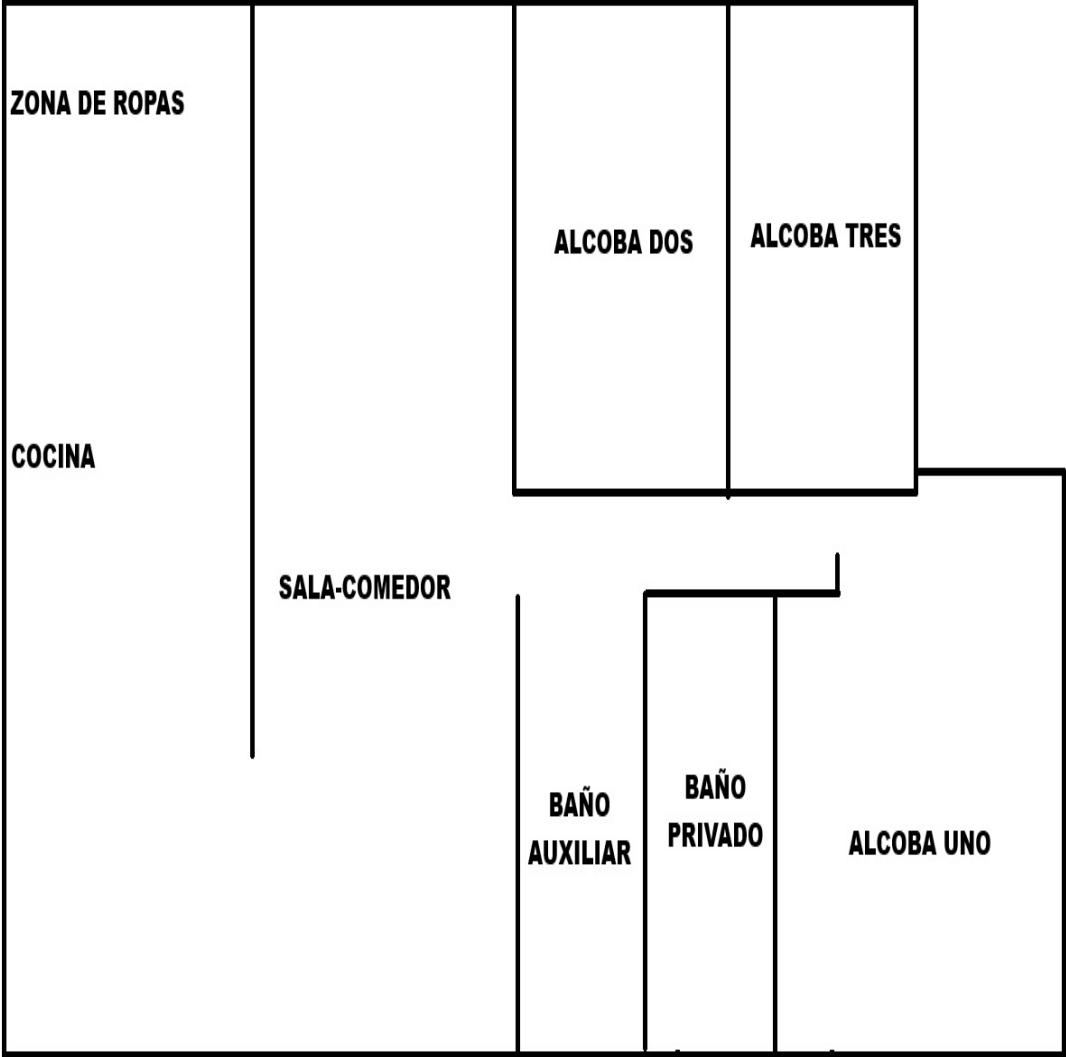 ZONA DE ROPAS
ALCOBA DOS
ALCOBA TRES
COCINA
SALA-COMEDOR
BAÑO
AUXILIAR
BAÑO
PRIVADO
ALCOBA UNO